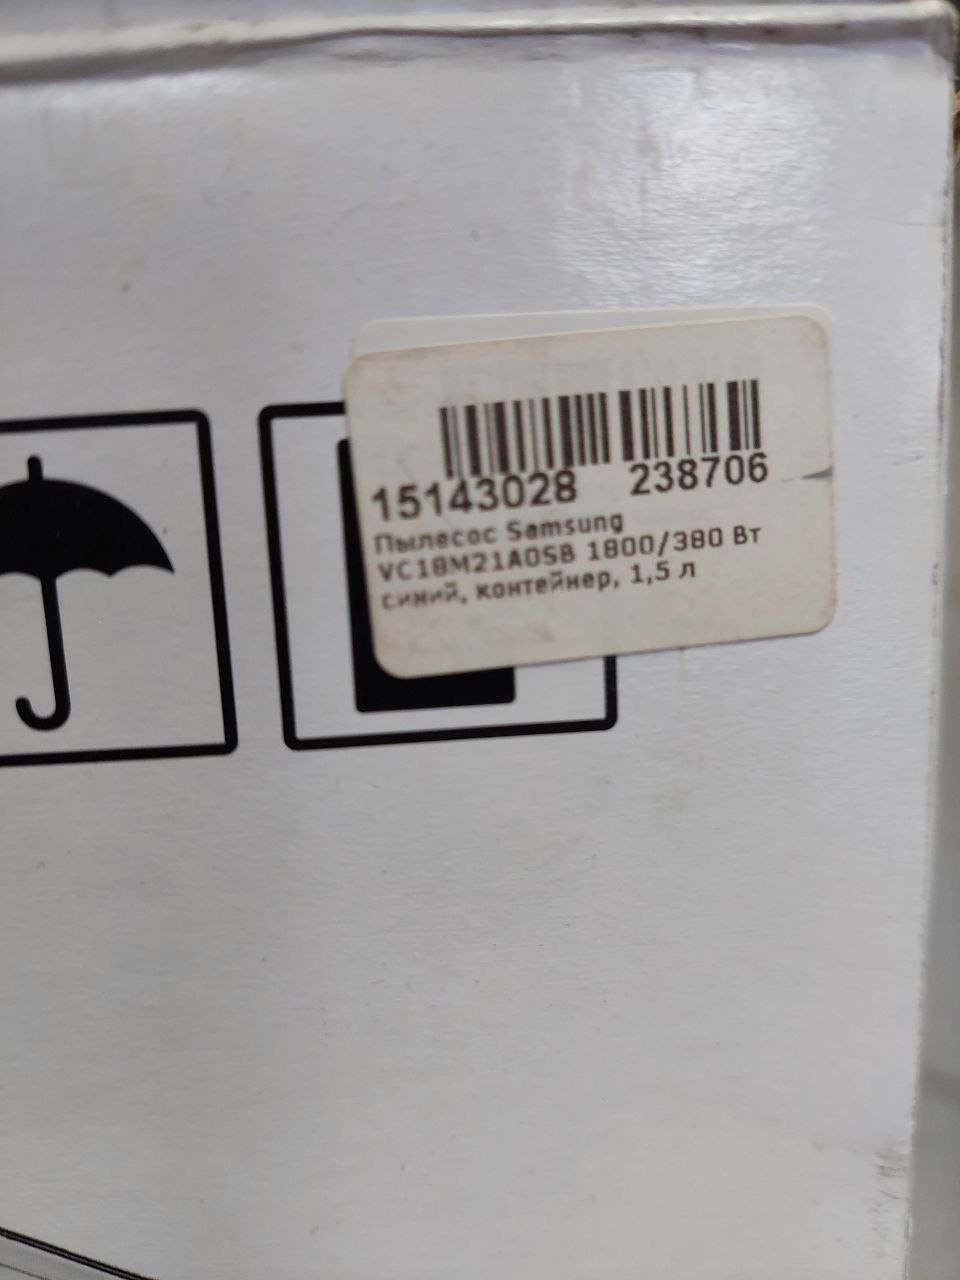 15143028 238706
Пылесос Samsung
VC18M21A0SB 1800/380 Вт
синий, контейнер, 1,5 л